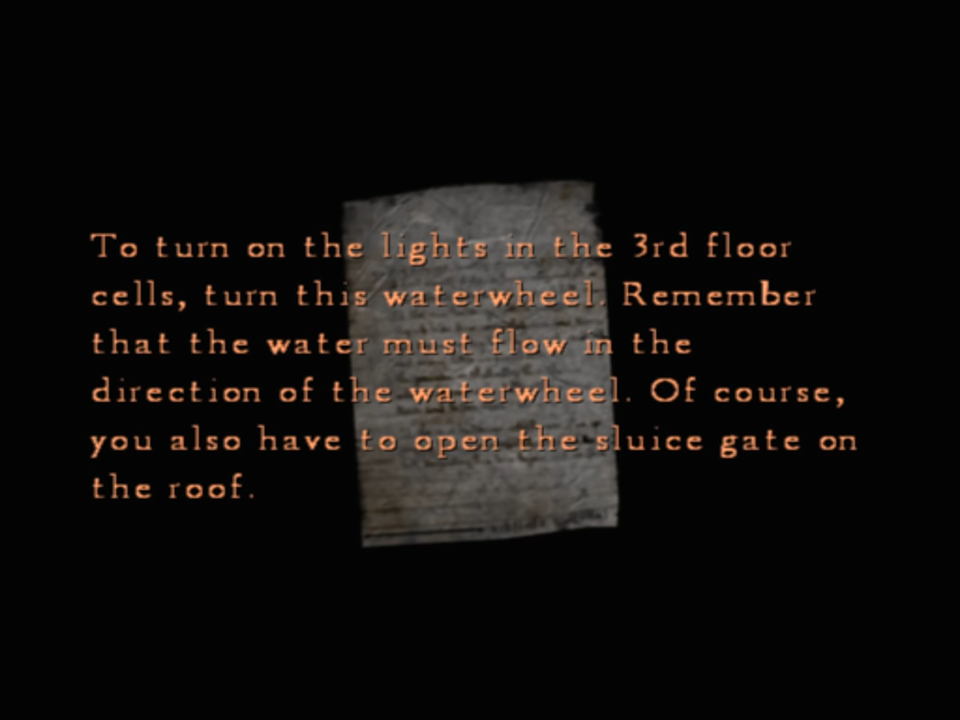 To turn on the lights in the 3rd floor
cells, turn this waterwheel. Remember
that the water must flow in the
direction of the waterwheel. Of course,
you also have to open the sluice gate on
the roof.